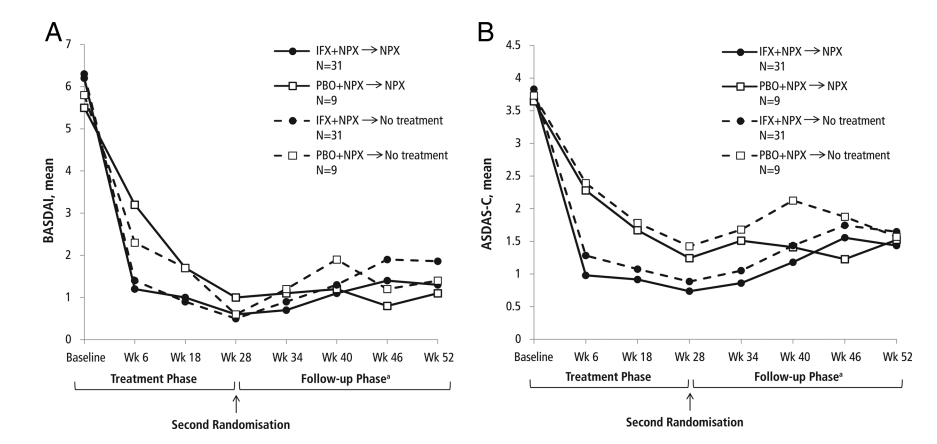 A
7
6
5
4
3
2
1
0
BASDAI, mean
IFX+NPX → NPX
N=31
PBO+NPX → NPX
N=9
IFX+NPX → No treatment
N=31
PBO+NPX → No treatment
N=9
Baseline Wk 6 Wk 18 Wk 28 Wk 34 Wk 40 Wk 46 Wk 52
Treatment Phase Follow-up Phaseª
Second Randomisation
B
4.5
4
3.5
3
2.5
2
1.5
1
0.5
0
ASDAS-C, mean
IFX+NPX → NPX
N=31
PBO+NPX → NPX
N=9
IFX+NPX → No treatment
N=31
PBO+NPX → No treatment
N=9
Baseline Wk 6 Wk 18 Wk 28 Wk 34 Wk 40 Wk 46 Wk 52
Treatment Phase Follow-up Phaseª
Second Randomisation